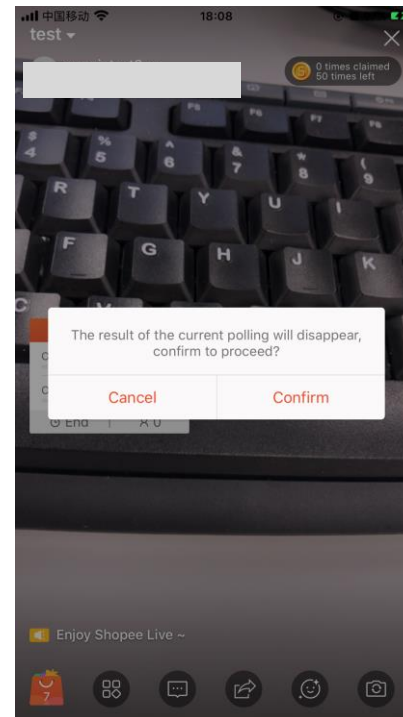 中国移动
18:08
test
0 times claimed
50 times left
F5
F6
F7
F8
$
4
%
5
^
6
&
7
*
8
(
9
R
T
Y
U
I
F
G
H
J
K
C
V
The result of the current polling will disappear,
confirm to proceed?
Cancel
Confirm
End
0
Enjoy Shopee Live ~
7